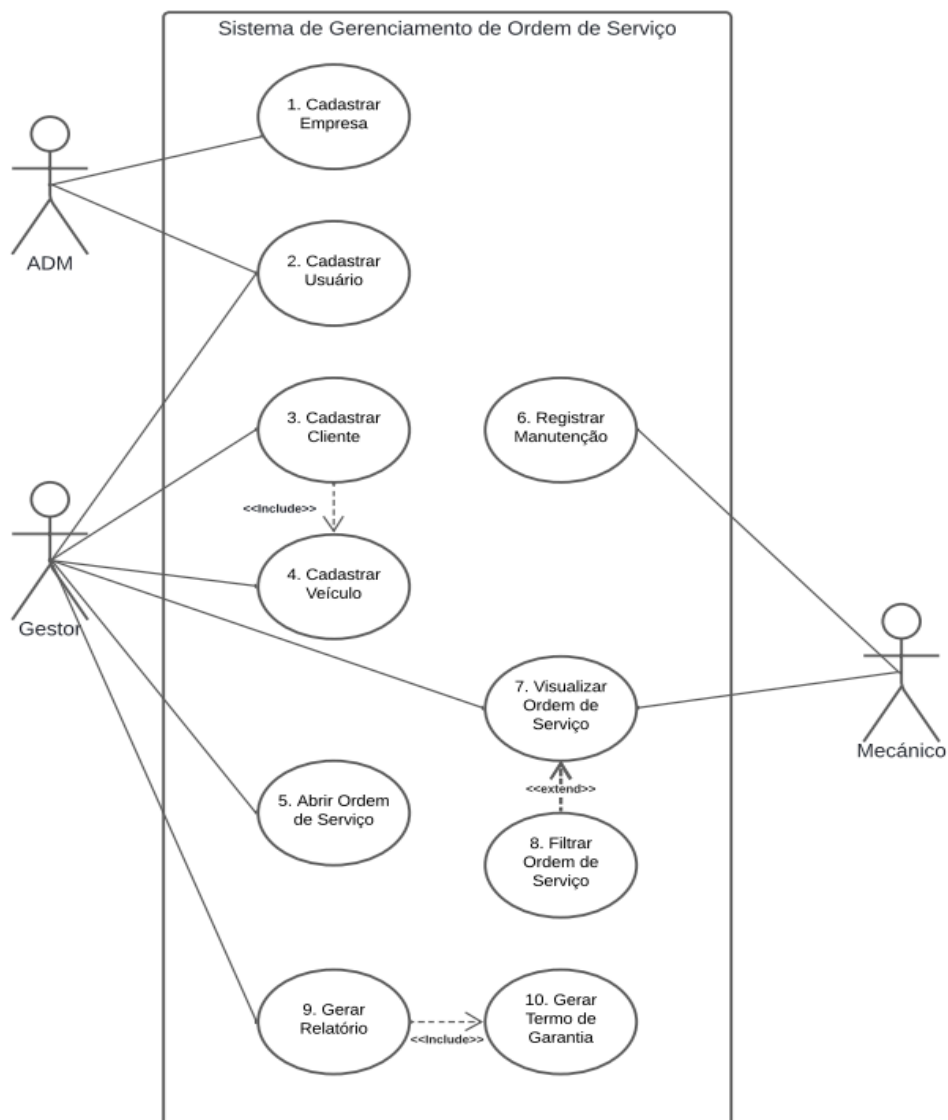 Sistema de Gerenciamento de Ordem de Serviço
1. Cadastrar
Empresa
ADM
2. Cadastrar
Usuário
3. Cadastrar
Cliente
6. Registrar
Manutenção
<<Include>>
4. Cadastrar
Veículo
Gestor
7. Visualizar
Ordem de
Serviço
Mecánico
<<extend>>
5. Abrir Ordem
de Serviço
8. Filtrar
Ordem de
Serviço
9. Gerar
Relatório
<<Include>>
10. Gerar
Termo de
Garantia